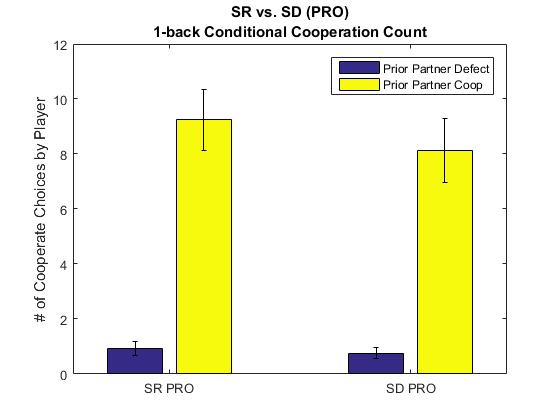 SR vs. SD (PRO)
1-back Conditional Cooperation Count
# of Cooperate Choices by Player
12
10
8
6
4
2
0
Prior Partner Defect
Prior Partner Coop
SR PRO
SD PRO